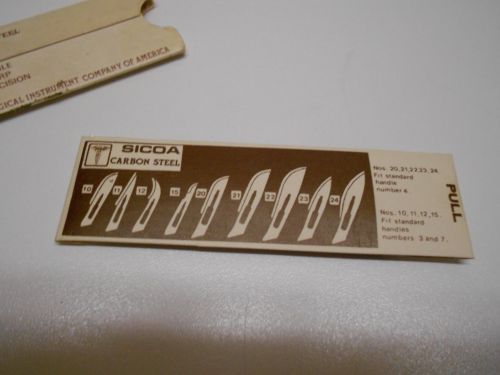 STEEL
LE
RP
CISION
GICAL INSTRUMENT COMPANY OF AMERICA
SICOA
CARBON STEEL
10 11 12 15 20 21 22 23 24
Nos. 20,21,22,23, 24.
Fit standard
handle
number 4.
Nos. 10, 11, 12, 15.
Fit standard
handles
numbers 3 and 7.
PULL